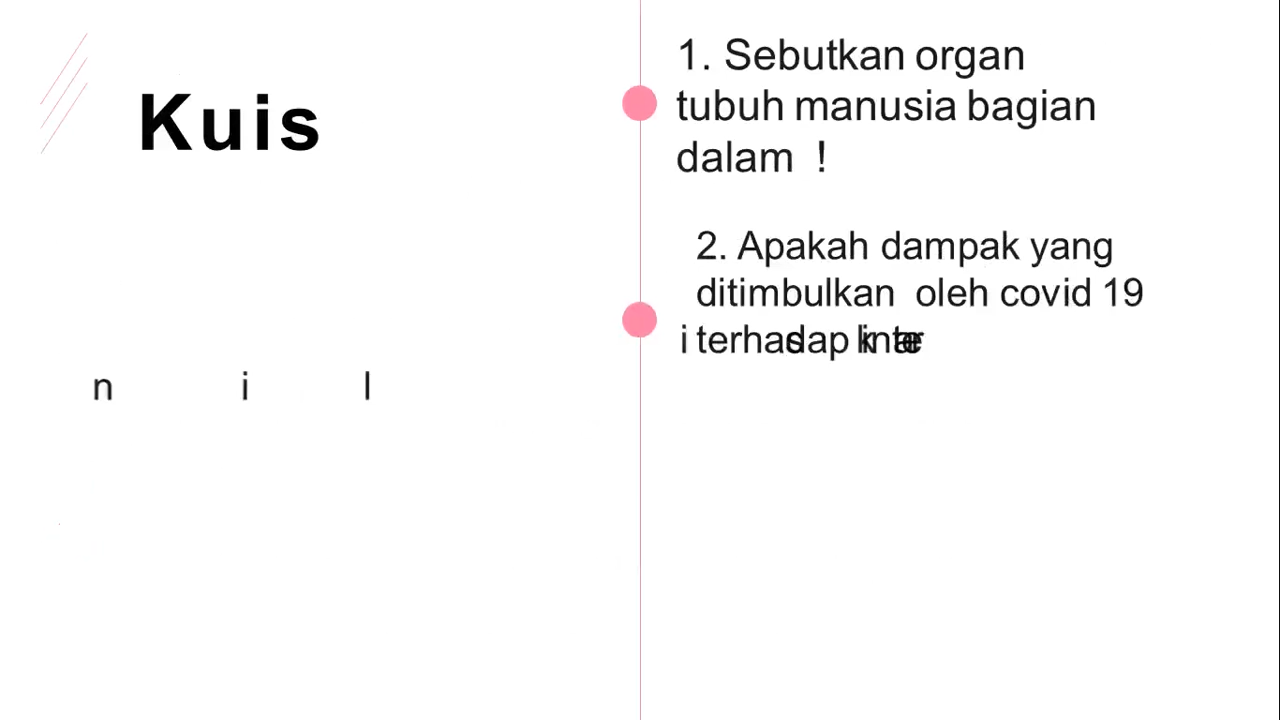 Kuis
n i l
1. Sebutkan organ
tubuh manusia bagian
dalam !
2. Apakah dampak yang
ditimbulkan oleh covid 19
i